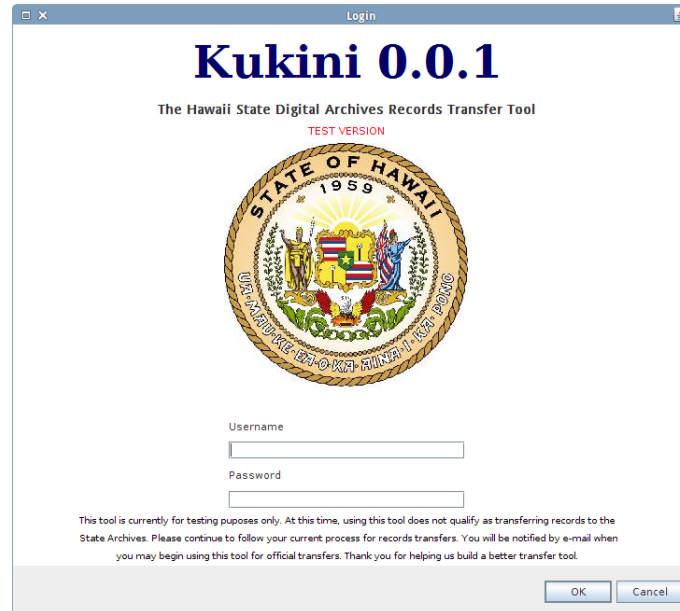 Login
Kukini 0.0.1
The Hawaii State Digital Archives Records Transfer Tool
TEST VERSION
STATE OF HAWAII
1959
UA·MAU·KE·EA·O·KA·AINA·I·KA·PONO
Username
Password
This tool is currently for testing puposes only. At this time, using this tool does not qualify as transferring records to the
State Archives. Please continue to follow your current process for records transfers. You will be notified by e-mail when
you may begin using this tool for official transfers. Thank you for helping us build a better transfer tool.
OK
Cancel